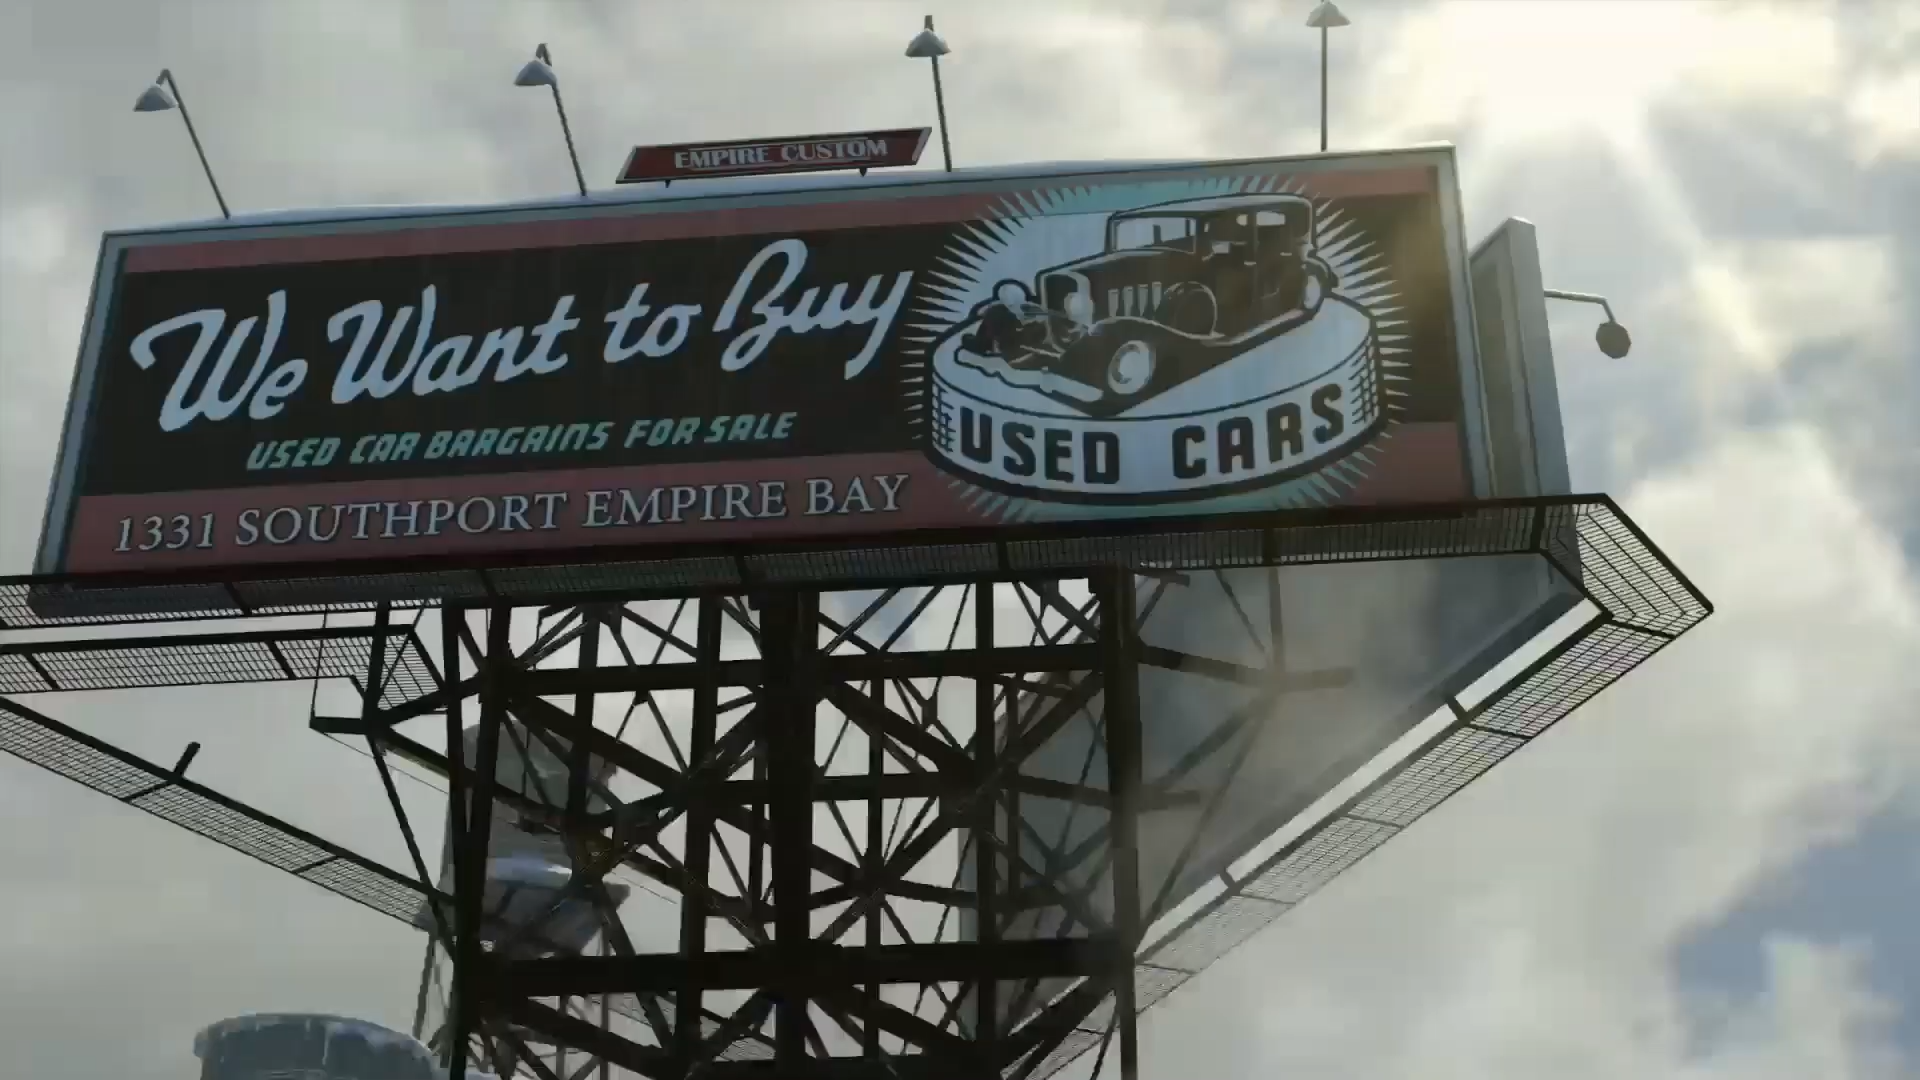 EMPIRE CUSTOM
We Want to Buy
USED CAR BARGAINS FOR SALE
1331 SOUTHPORT EMPIRE BAY
USED CARS